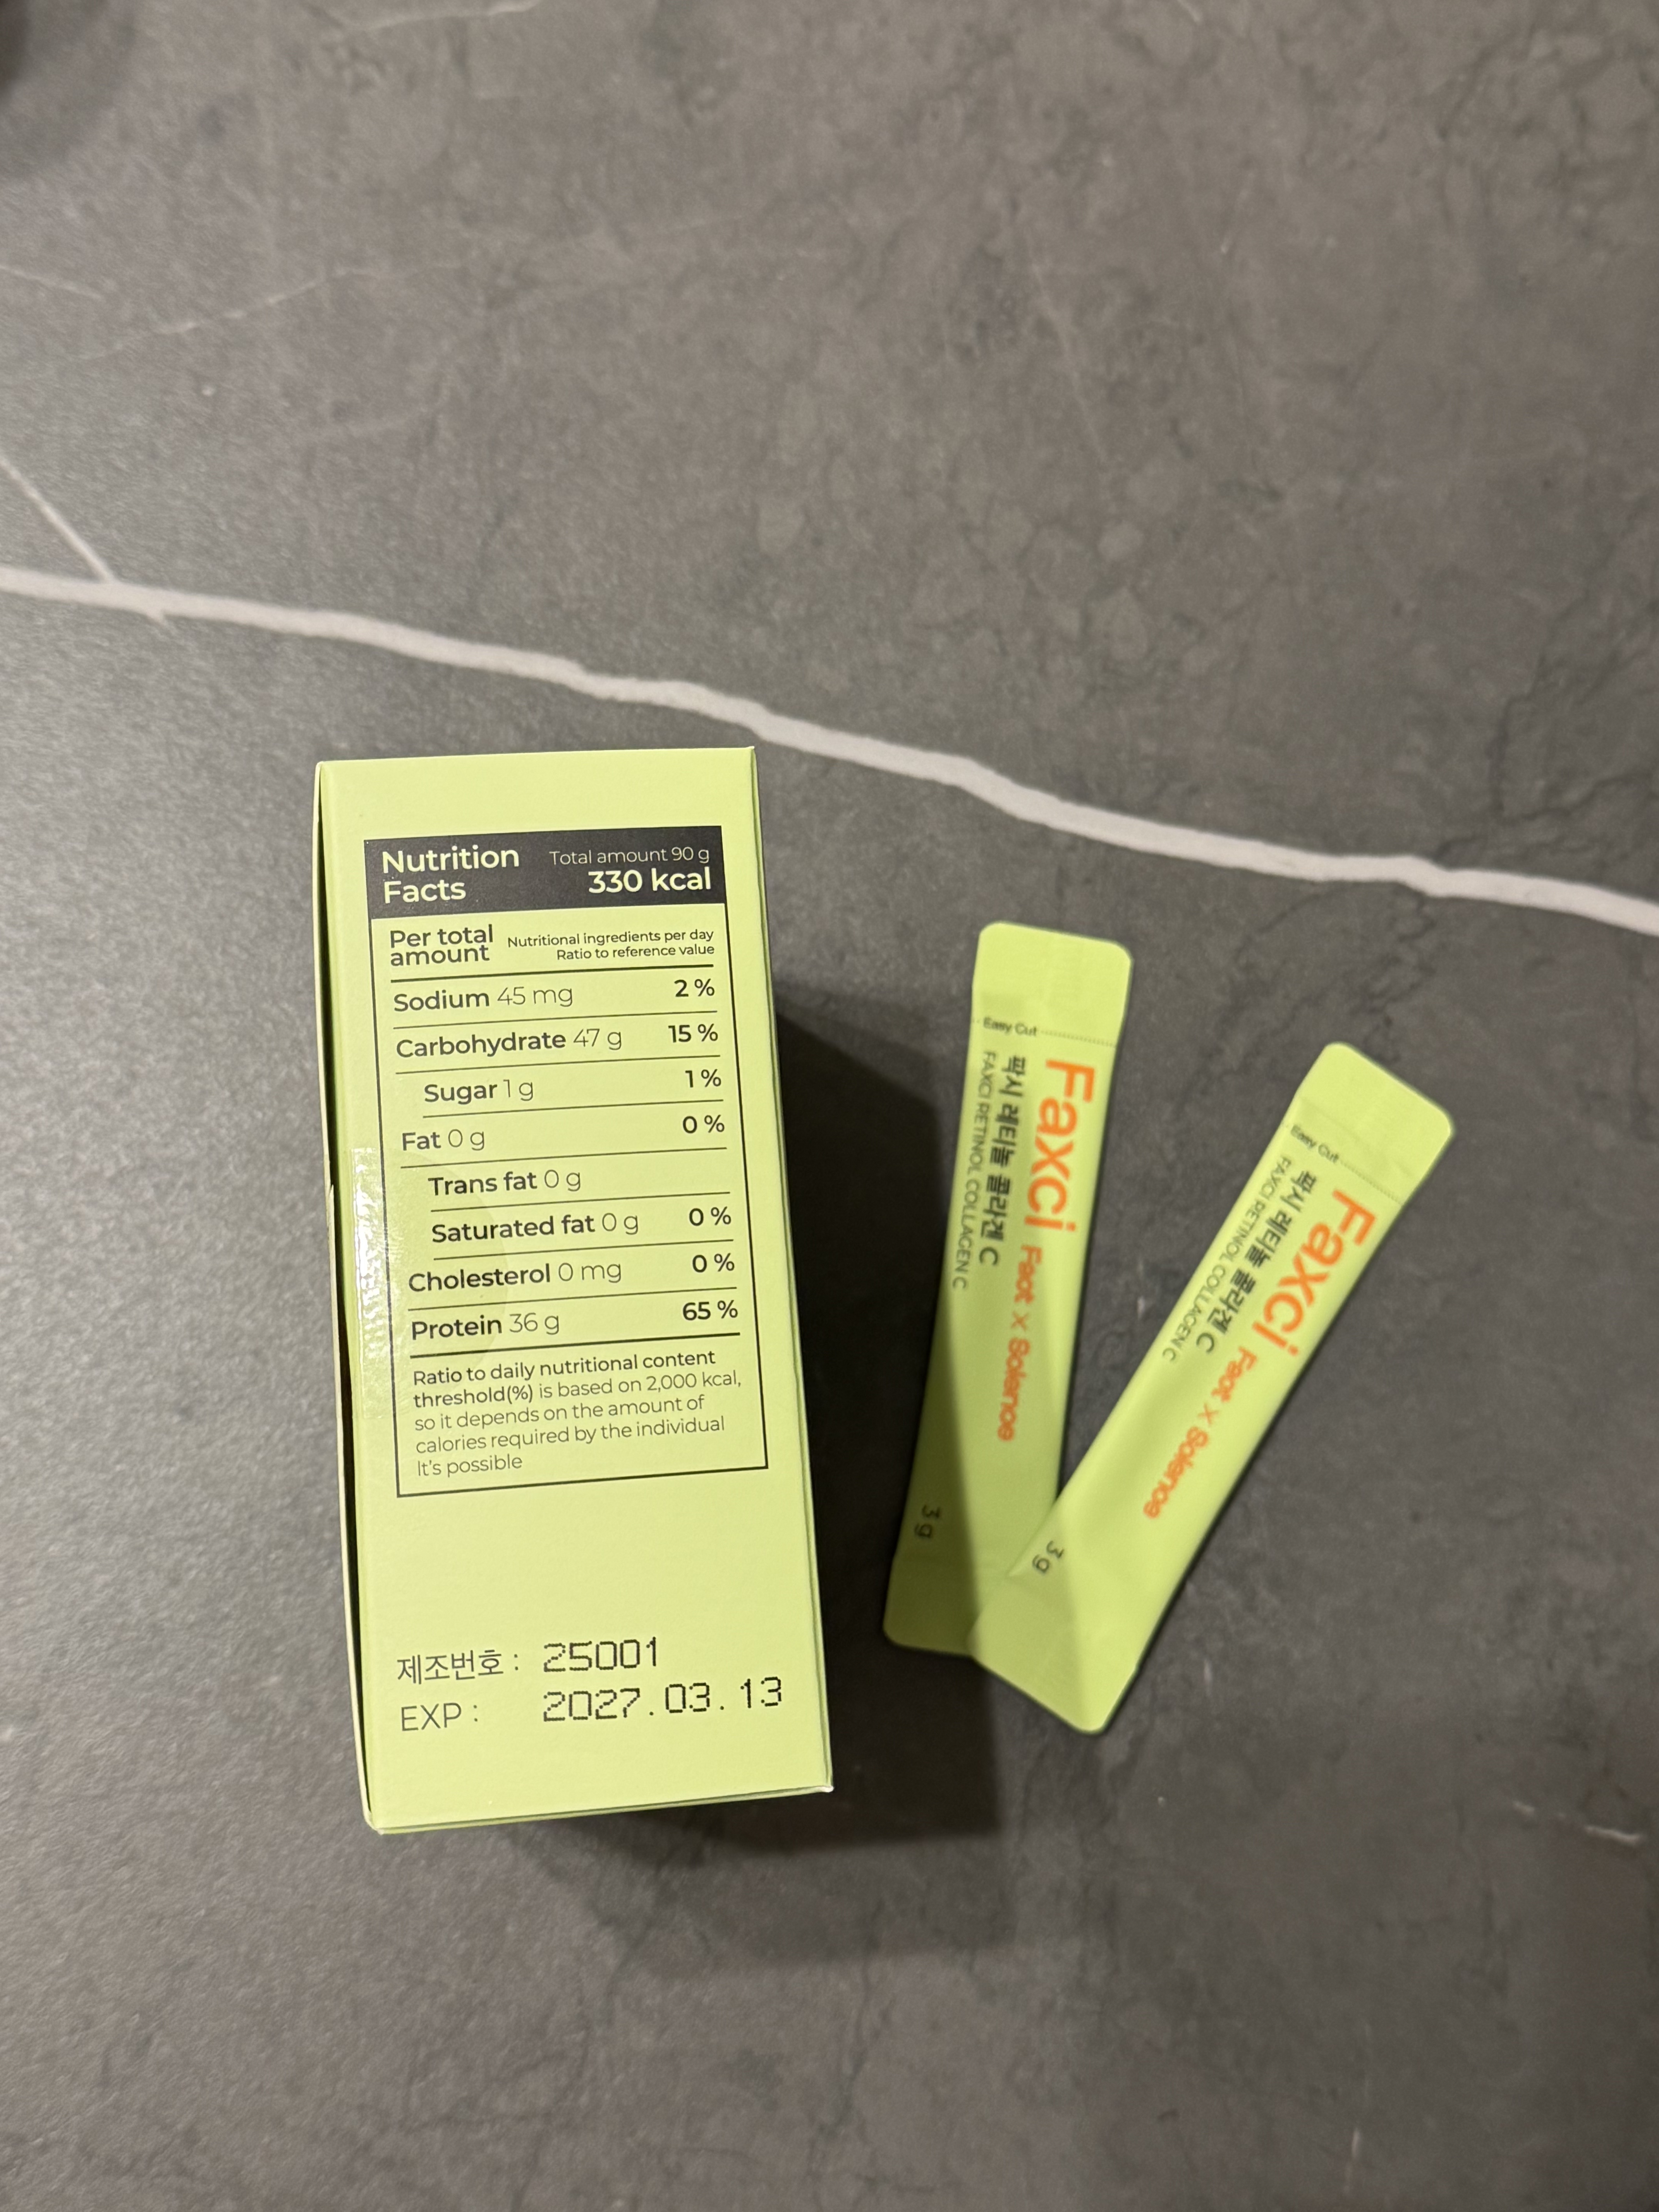 Nutrition Facts
Total amount 90 g
330 kcal
Per total amount
Nutritional ingredients per day
Ratio to reference value
Sodium 45 mg 2 %
Carbohydrate 47 g 15 %
Sugar 1 g 1 %
Fat 0 g 0 %
Trans fat 0 g
Saturated fat 0 g 0 %
Cholesterol 0 mg 0 %
Protein 36 g 65 %
Ratio to daily nutritional content
threshold(%) is based on 2,000 kcal,
so it depends on the amount of
calories required by the individual
It's possible
제조번호 : 25001
EXP : 2027.03.13
Easy Cut
Faxci Fact X Science
팍시 레티놀 콜라겐 C
FAXCI RETINOL COLLAGEN C
3 g
Easy Cut
Faxci Fact X Science
팍시 레티놀 콜라겐 C
FAXCI RETINOL COLLAGEN C
3 g